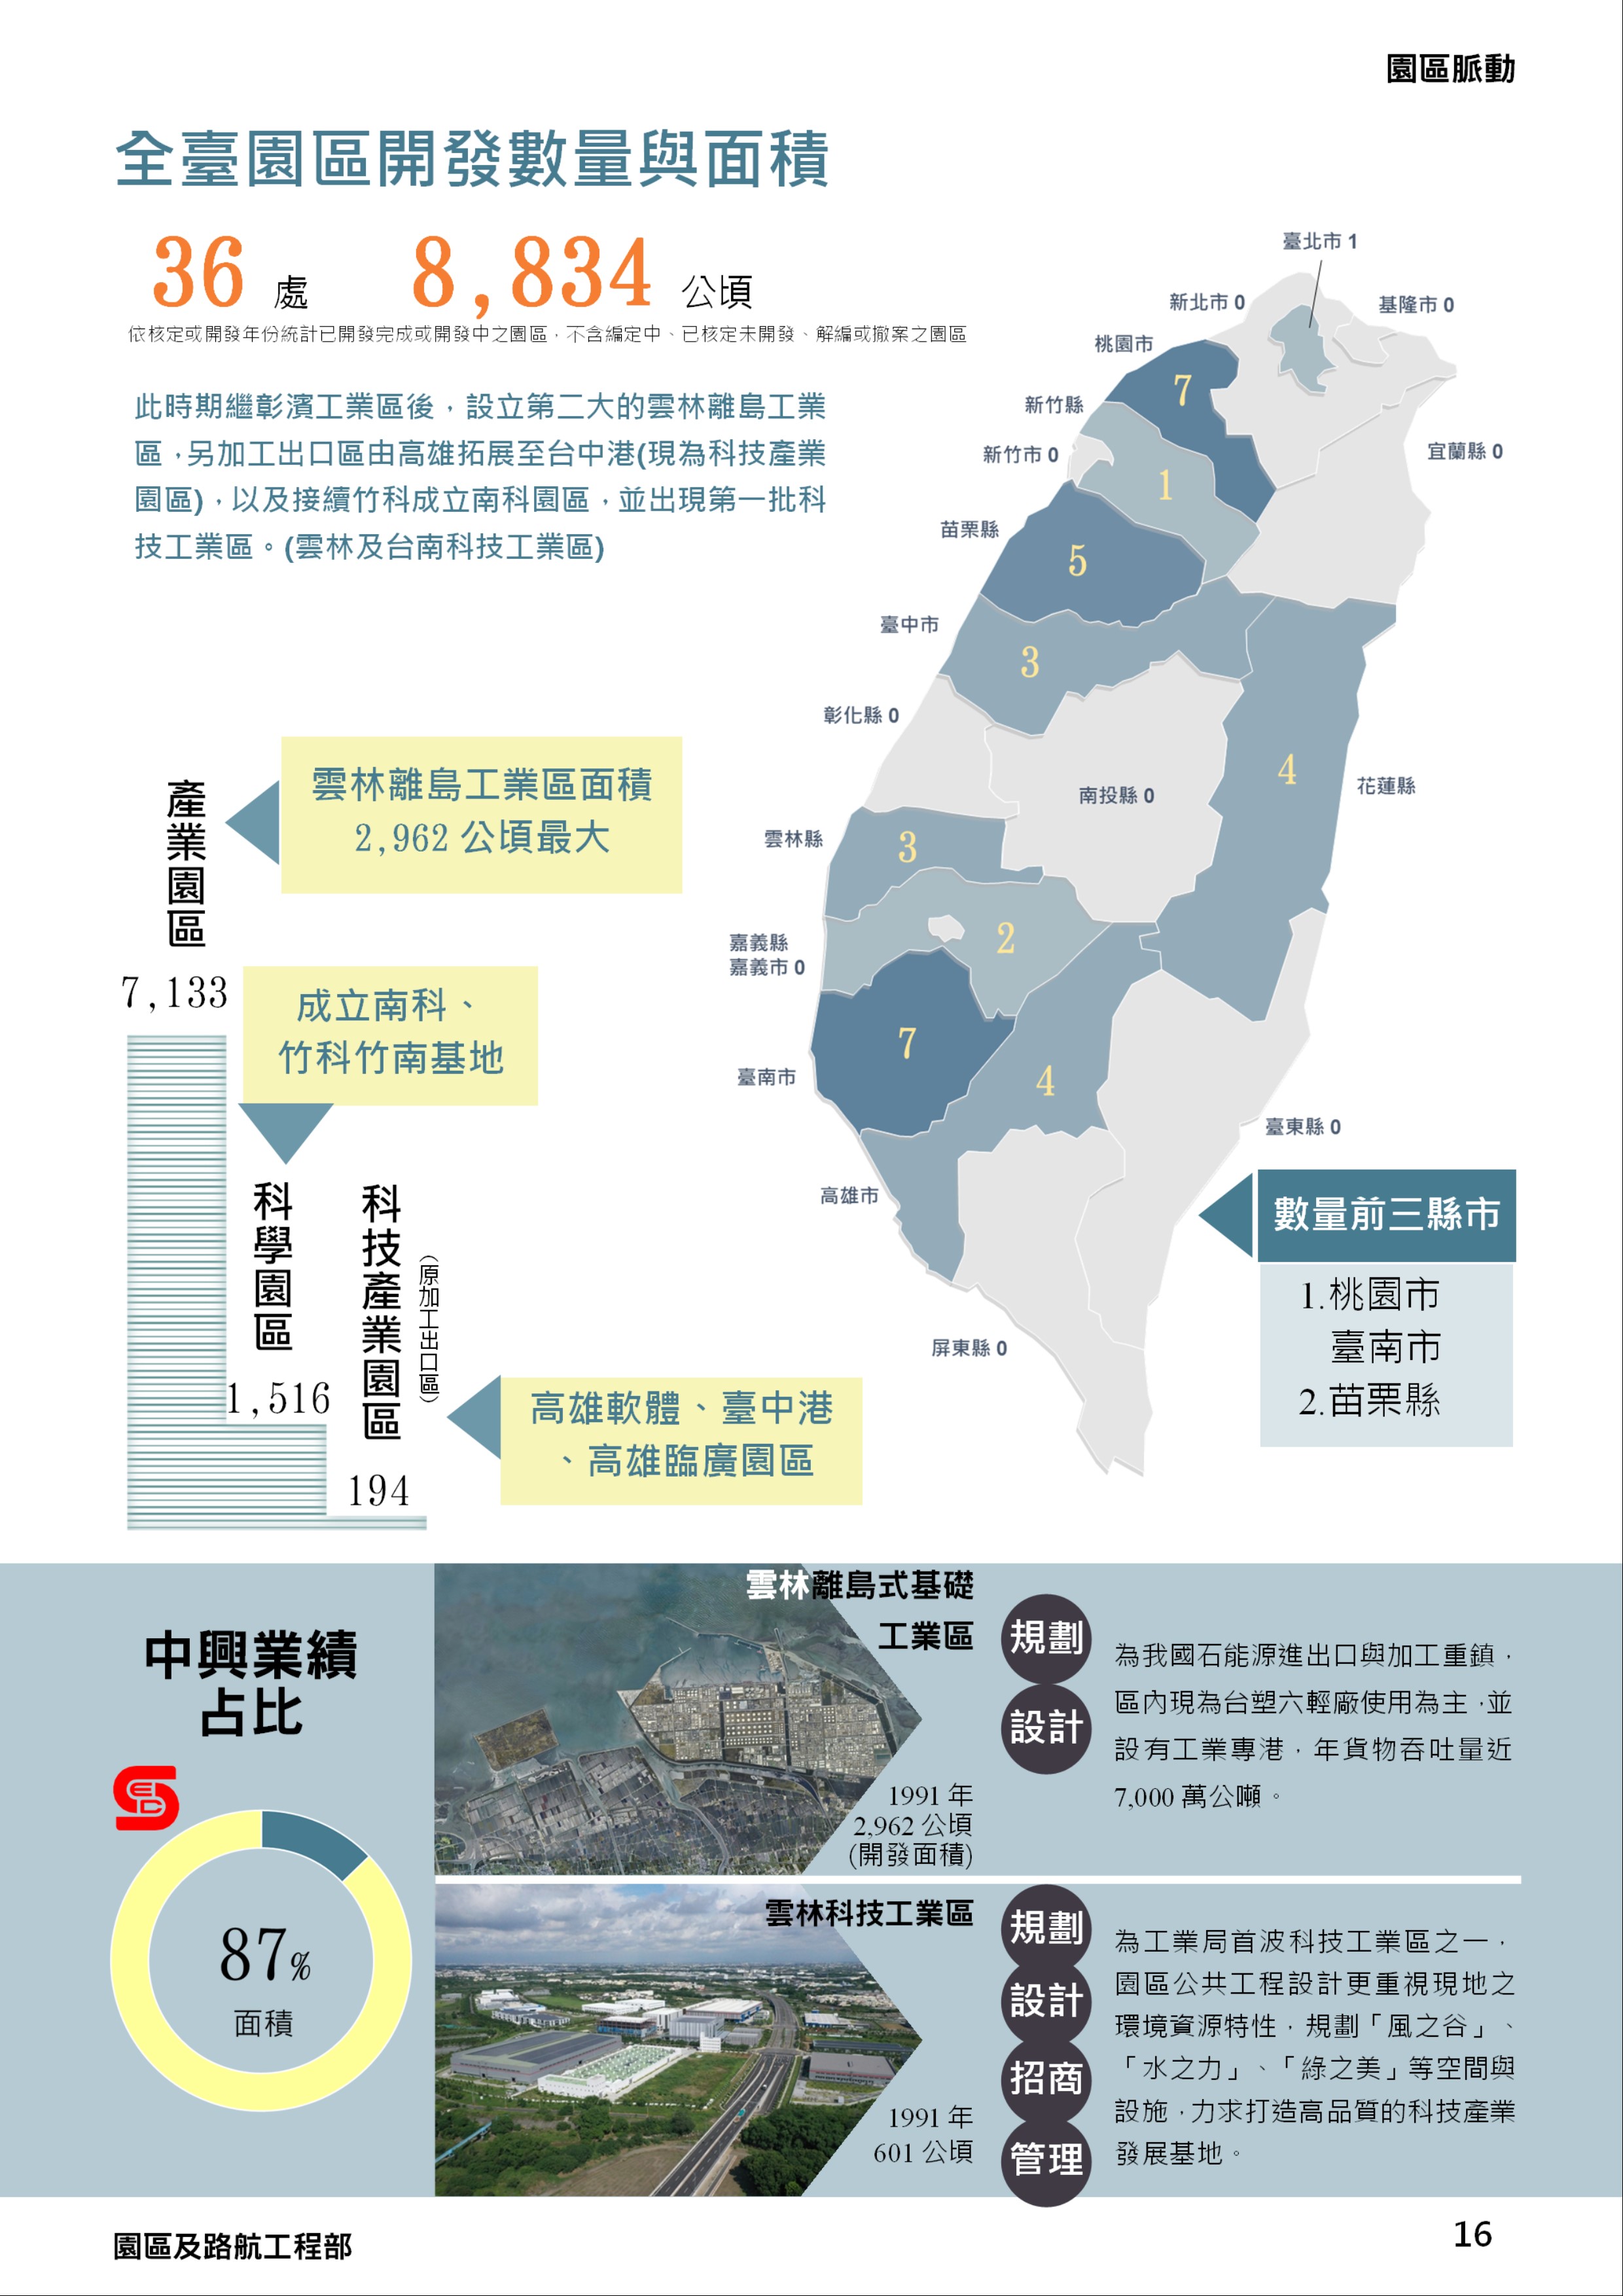 園區脈動
全臺園區開發數量與面積
36 處 8,834 公頃
依核定或開發年份統計已開發完成或開發中之園區，不含編定中、已核定未開發、解編或撤案之園區
此時期繼彰濱工業區後，設立第二大的雲林離島工業
區，另加工出口區由高雄拓展至台中港(現為科技產業
園區)，以及接續竹科成立南科園區，並出現第一批科
技工業區。(雲林及台南科技工業區)
臺北市 1
新北市 0
基隆市 0
桃園市
7
新竹縣
1
新竹市 0
宜蘭縣 0
苗栗縣
5
臺中市
3
彰化縣 0
南投縣 0
4
花蓮縣
雲林縣
3
嘉義縣
嘉義市 0
2
臺南市
7
4
高雄市
臺東縣 0
屏東縣 0
數量前三縣市
1.桃園市
臺南市
2.苗栗縣
產業園區
7,133
雲林離島工業區面積
2,962 公頃最大
成立南科、
竹科竹南基地
科學園區
1,516
科技產業園區
(原加工出口區)
194
高雄軟體、臺中港
、高雄臨廣園區
中興業績
占比
87%
面積
雲林離島式基礎
工業區
1991 年
2,962 公頃
(開發面積)
規劃
設計
為我國石能源進出口與加工重鎮，
區內現為台塑六輕廠使用為主，並
設有工業專港，年貨物吞吐量近
7,000 萬公噸。
雲林科技工業區
1991 年
601 公頃
規劃
設計
招商
管理
為工業局首波科技工業區之一，
園區公共工程設計更重視現地之
環境資源特性，規劃「風之谷」、
「水之力」、「綠之美」等空間與
設施，力求打造高品質的科技產業
發展基地。
園區及路航工程部
16